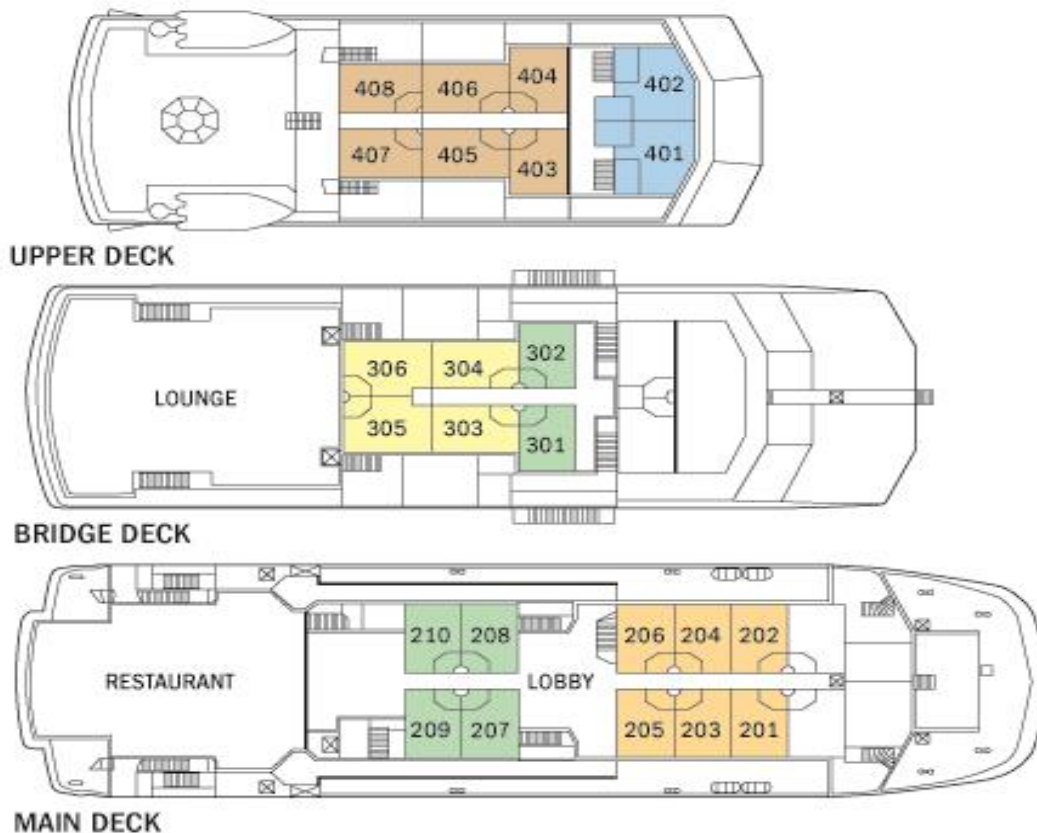 408 406 404 402
407 405 403 401
UPPER DECK
306 304 302
LOUNGE
305 303 301
BRIDGE DECK
210 208 206 204 202
RESTAURANT LOBBY
209 207 205 203 201
MAIN DECK